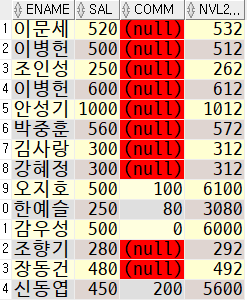 ENAME SAL COMM NVL2...
1 이문세 520 (null) 532
2 이병헌 500 (null) 512
3 조인성 250 (null) 262
4 이병헌 600 (null) 612
5 안성기 1000 (null) 1012
6 박중훈 560 (null) 572
7 김사랑 300 (null) 312
8 강혜정 300 (null) 312
9 오지호 500 100 6100
0 한예슬 250 80 3080
1 감우성 500 0 6000
2 조향기 280 (null) 292
3 장동건 480 (null) 492
4 신동엽 450 200 5600